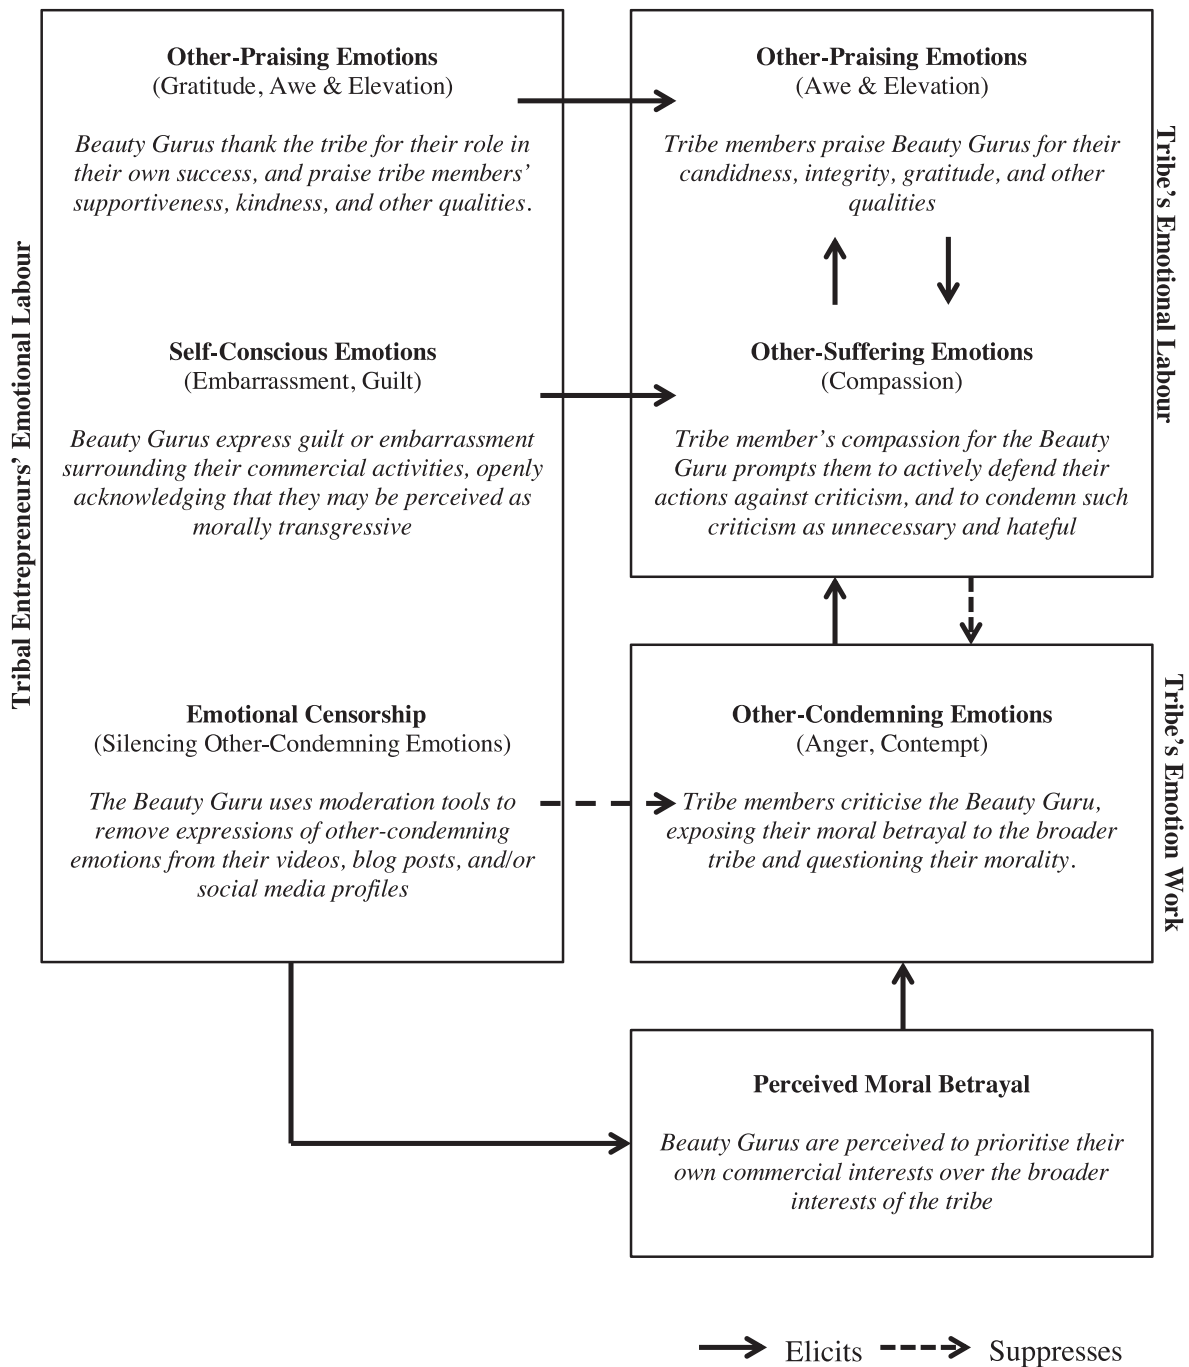 Tribal Entrepreneurs' Emotional Labour
Other-Praising Emotions
(Gratitude, Awe & Elevation)
Beauty Gurus thank the tribe for their role in
their own success, and praise tribe members'
supportiveness, kindness, and other qualities.
Self-Conscious Emotions
(Embarrassment, Guilt)
Beauty Gurus express guilt or embarrassment
surrounding their commercial activities, openly
acknowledging that they may be perceived as
morally transgressive
Emotional Censorship
(Silencing Other-Condemning Emotions)
The Beauty Guru uses moderation tools to
remove expressions of other-condemning
emotions from their videos, blog posts, and/or
social media profiles
Other-Praising Emotions
(Awe & Elevation)
Tribe members praise Beauty Gurus for their
candidness, integrity, gratitude, and other
qualities
Other-Suffering Emotions
(Compassion)
Tribe member's compassion for the Beauty
Guru prompts them to actively defend their
actions against criticism, and to condemn such
criticism as unnecessary and hateful
Tribe's Emotional Labour
Other-Condemning Emotions
(Anger, Contempt)
Tribe members criticise the Beauty Guru,
exposing their moral betrayal to the broader
tribe and questioning their morality.
Tribe's Emotion Work
Perceived Moral Betrayal
Beauty Gurus are perceived to prioritise their
own commercial interests over the broader
interests of the tribe
Elicits
Suppresses